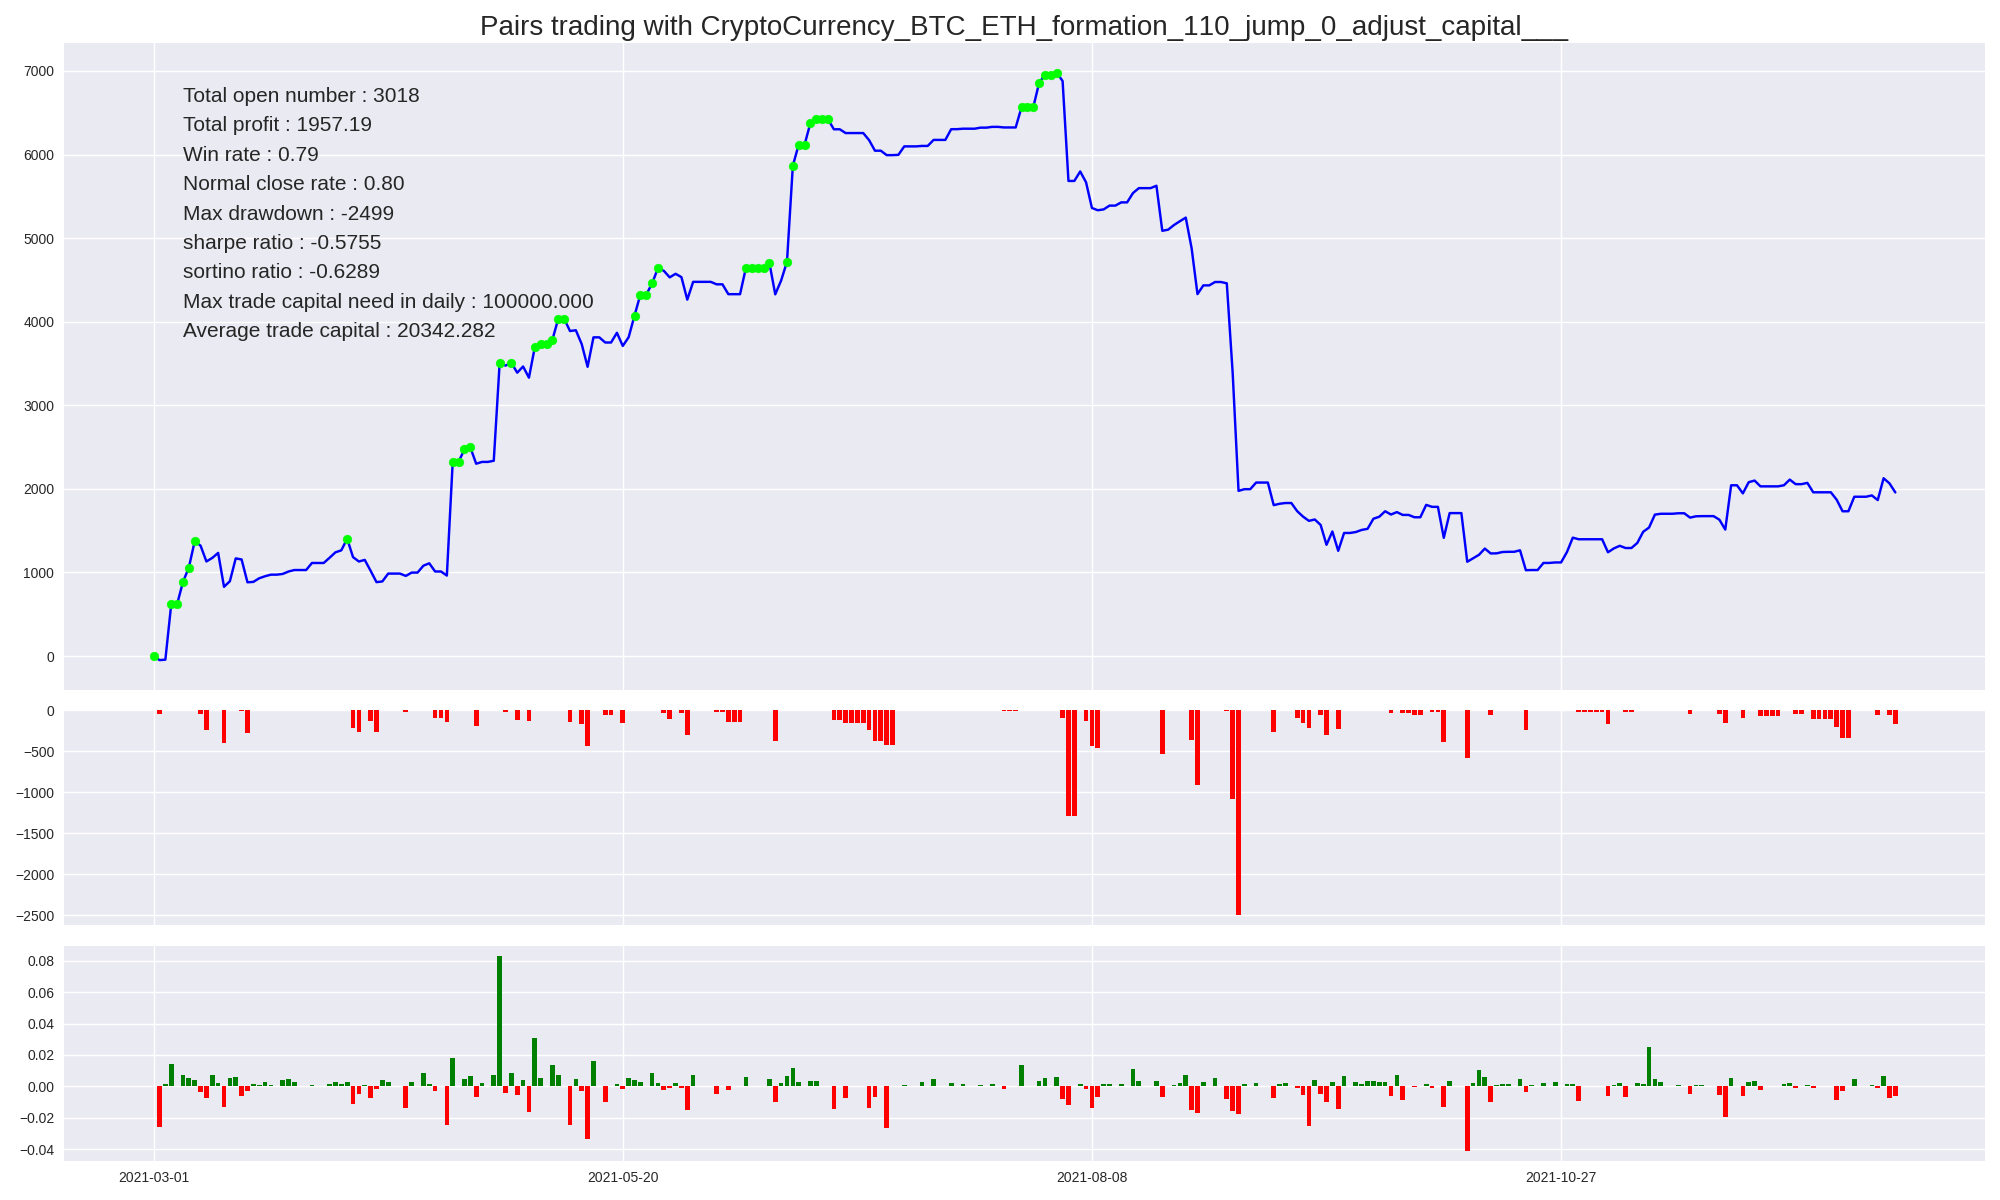 Pairs trading with CryptoCurrency_BTC_ETH_formation_110_jump_0_adjust_capital___
7000
Total open number : 3018
Total profit : 1957.19
Win rate : 0.79
6000
Normal close rate : 0.80
Max drawdown : -2499
5000
sharpe ratio : -0.5755
sortino ratio : -0.6289
Max trade capital need in daily : 100000.000
4000
Average trade capital : 20342.282
3000
2000
1000
0
0
−500
−1000
−1500
−2000
−2500
0.08
0.06
0.04
0.02
0.00
−0.02
−0.04
2021-03-01 2021-05-20 2021-08-08 2021-10-27